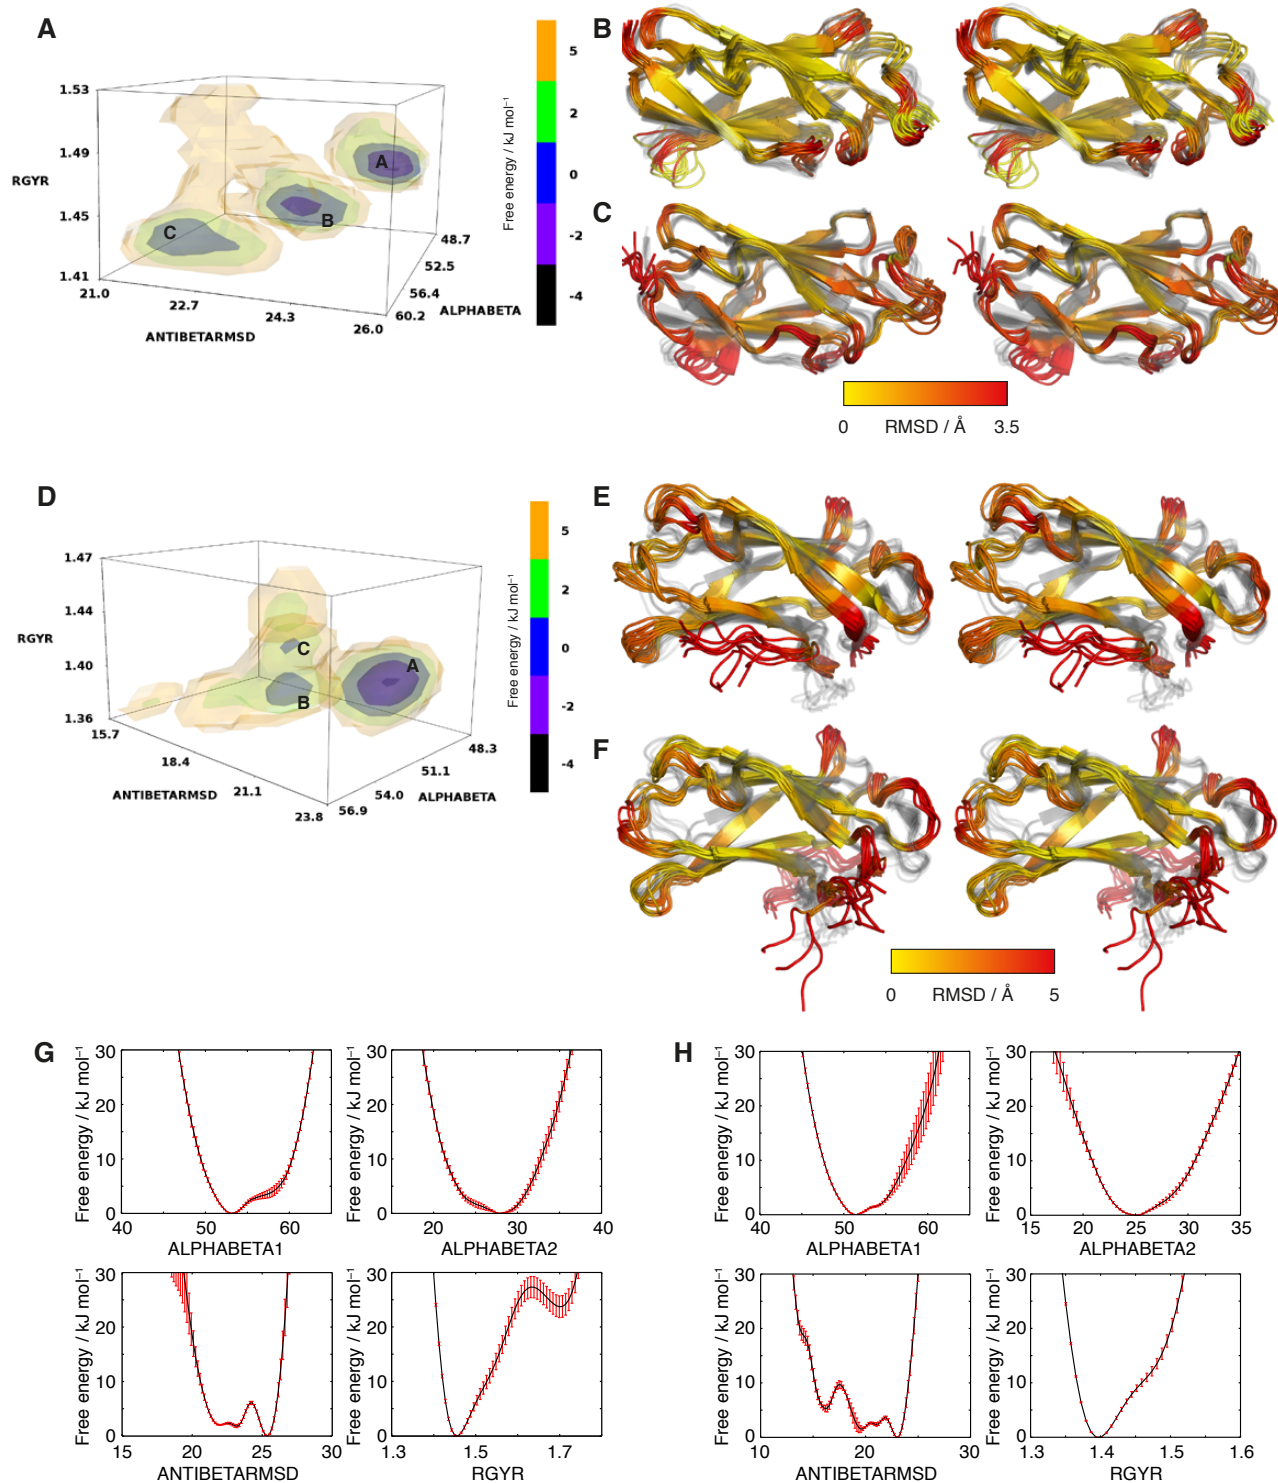 A
1.53
1.49
RGYR
1.45
1.41
21.0
22.7
24.3
26.0
ANTIBETARMSD
48.7
52.5
56.4
60.2
ALPHABETA
A
B
C
Free energy / kJ mol⁻¹
5
2
0
-2
-4
B
C
0 RMSD / Å 3.5
D
1.47
1.44
RGYR
1.40
1.36
15.7
18.4
21.1
23.8
ANTIBETARMSD
48.3
51.1
54.0
56.9
ALPHABETA
C
A
B
Free energy / kJ mol⁻¹
5
2
0
-2
-4
E
F
0 RMSD / Å 5
G
Free energy / kJ mol⁻¹
30
20
10
0
40 50 60
ALPHABETA1
Free energy / kJ mol⁻¹
30
20
10
0
20 30 40
ALPHABETA2
Free energy / kJ mol⁻¹
30
20
10
0
15 20 25 30
ANTIBETARMSD
Free energy / kJ mol⁻¹
30
20
10
0
1.3 1.5 1.7
RGYR
H
Free energy / kJ mol⁻¹
30
20
10
0
40 50 60
ALPHABETA1
Free energy / kJ mol⁻¹
30
20
10
0
15 20 25 30 35
ALPHABETA2
Free energy / kJ mol⁻¹
30
20
10
0
10 20 30
ANTIBETARMSD
Free energy / kJ mol⁻¹
30
20
10
0
1.3 1.4 1.5 1.6
RGYR